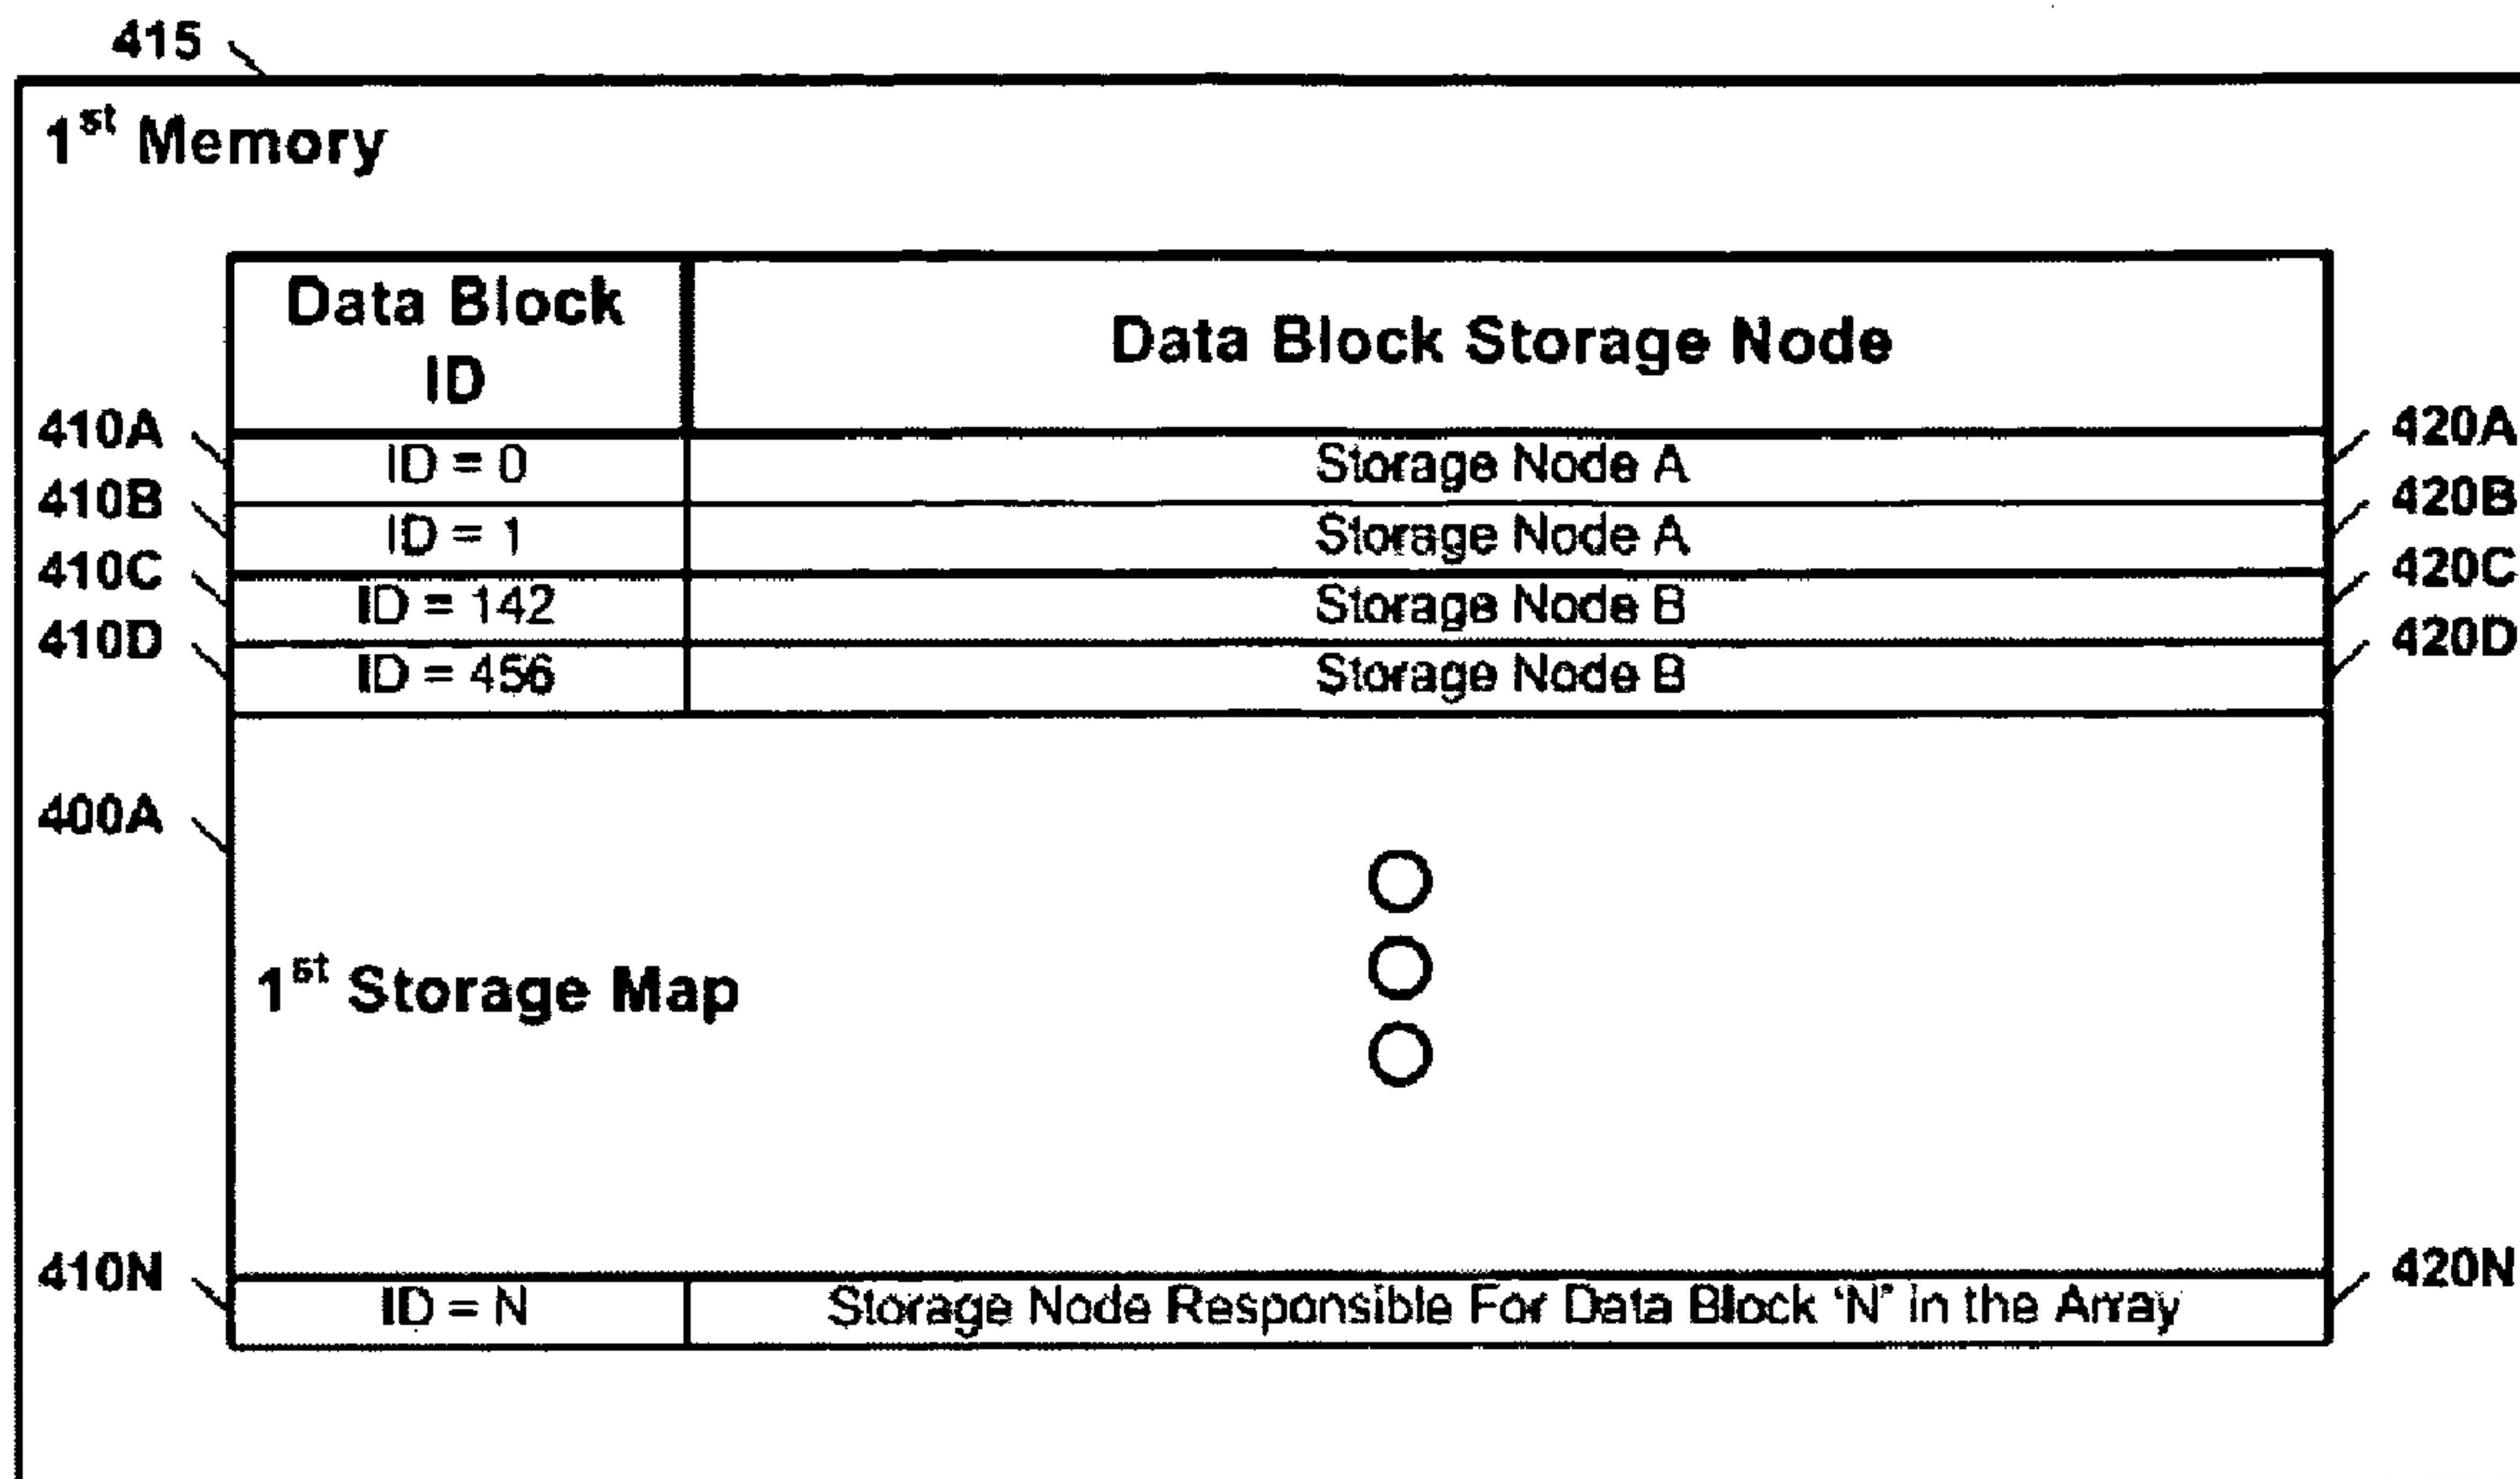 415
1st Memory
Data Block
ID
Data Block Storage Node
410A
ID = 0
Storage Node A
420A
410B
ID = 1
Storage Node A
420B
410C
ID = 142
Storage Node B
420C
410D
ID = 456
Storage Node B
420D
400A
1st Storage Map
410N
ID = N
Storage Node Responsible For Data Block 'N' in the Array
420N